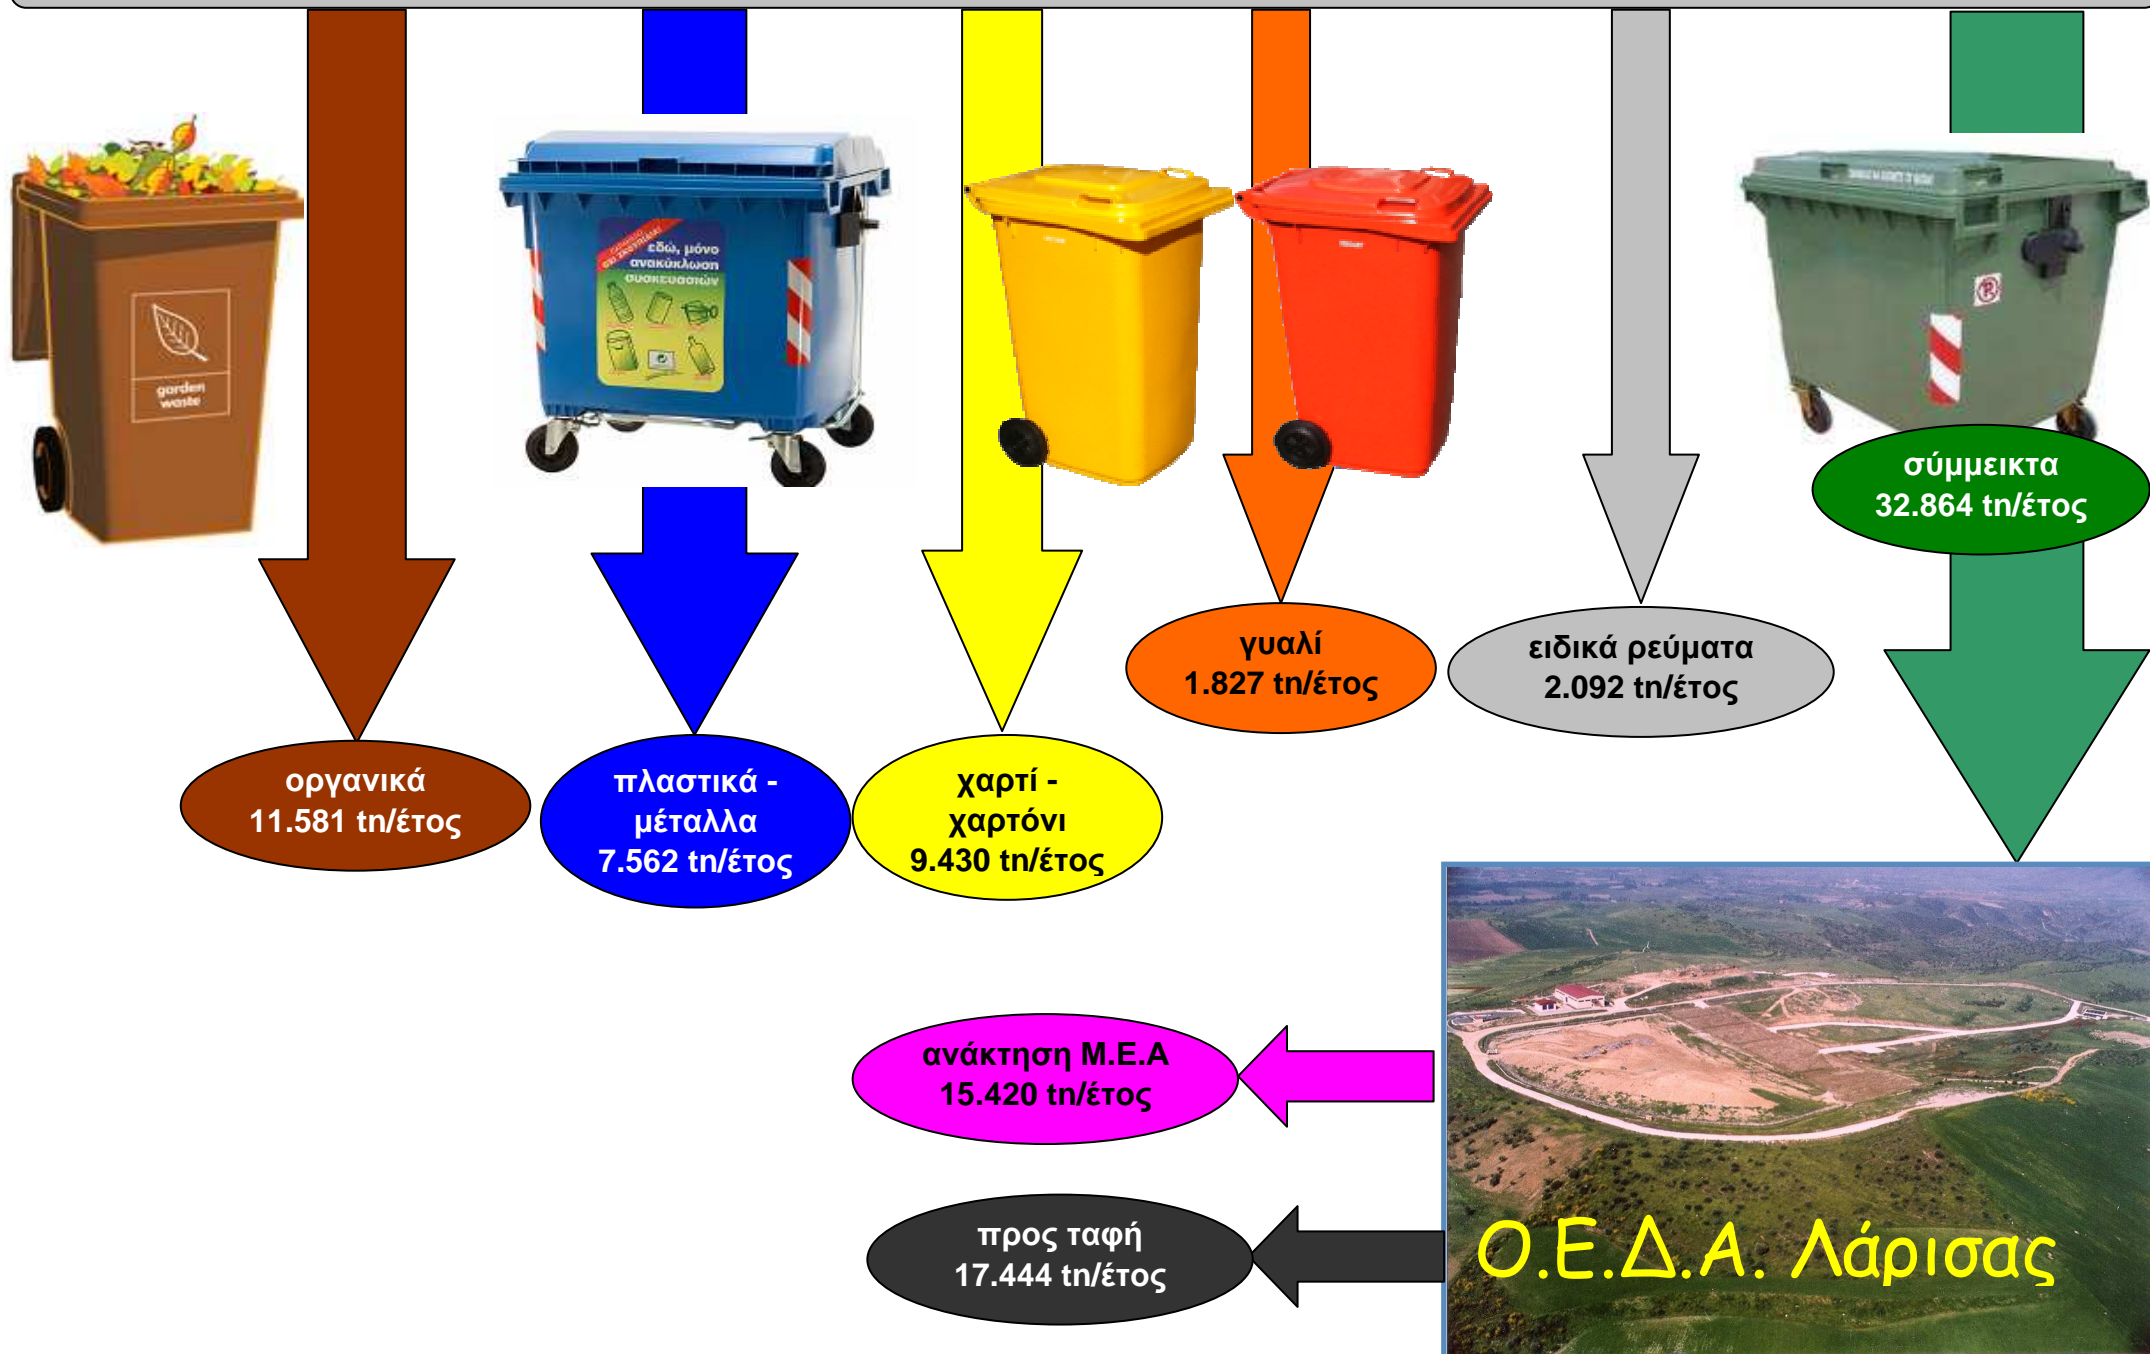 garden
waste
εδώ, μόνο
ανακύκλωση
συσκευασιών
σύμμεικτα
32.864 tn/έτος
γυαλί
1.827 tn/έτος
ειδικά ρεύματα
2.092 tn/έτος
οργανικά
11.581 tn/έτος
πλαστικά -
μέταλλα
7.562 tn/έτος
χαρτί -
χαρτόνι
9.430 tn/έτος
ανάκτηση Μ.Ε.Α
15.420 tn/έτος
προς ταφή
17.444 tn/έτος
Ο.Ε.Δ.Α. Λάρισας